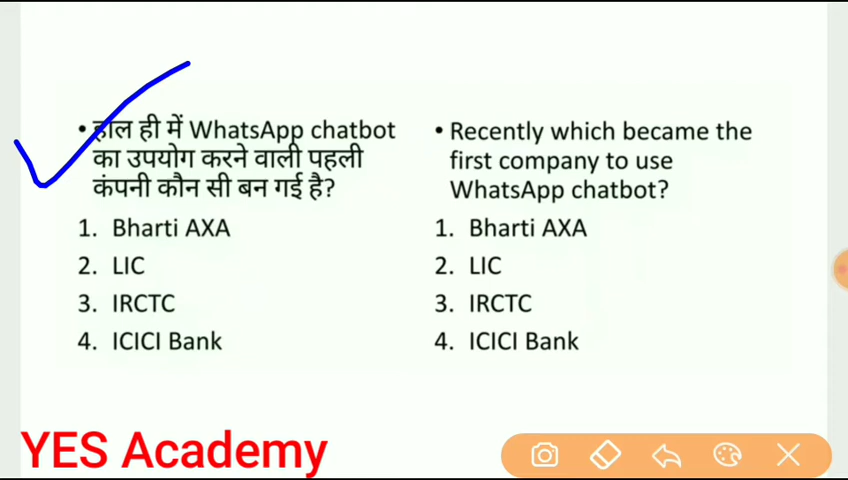 • हाल ही में WhatsApp chatbot
का उपयोग करने वाली पहली
कंपनी कौन सी बन गई है?
1. Bharti AXA
2. LIC
3. IRCTC
4. ICICI Bank
• Recently which became the
first company to use
WhatsApp chatbot?
1. Bharti AXA
2. LIC
3. IRCTC
4. ICICI Bank
YES Academy